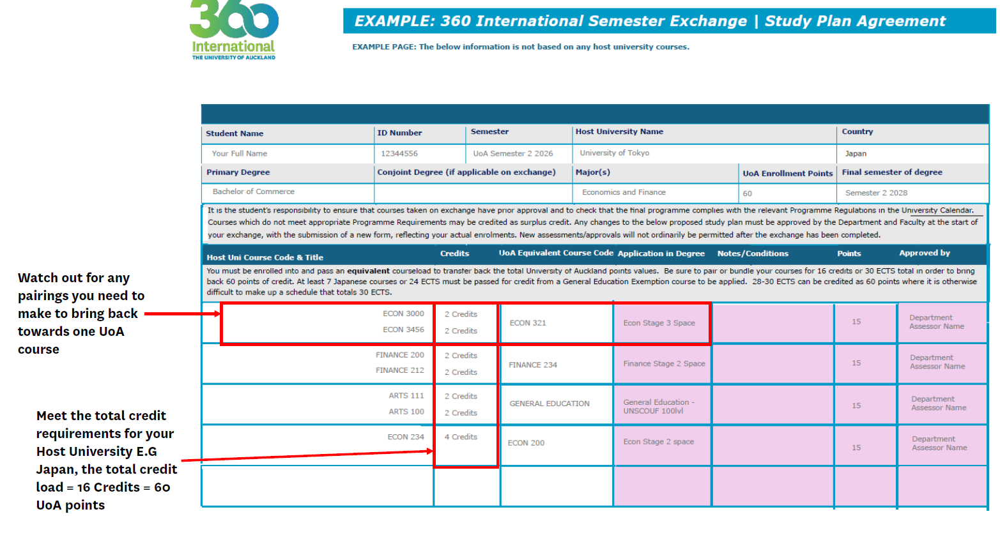 360
International
THE UNIVERSITY OF AUCKLAND
EXAMPLE: 360 International Semester Exchange | Study Plan Agreement
EXAMPLE PAGE: The below information is not based on any host university courses.
Student Name ID Number Semester Host University Name Country
Your Full Name 12344556 UoA Semester 2 2026 University of Tokyo Japan
Primary Degree Conjoint Degree (if applicable on exchange) Major(s) UoA Enrollment Points Final semester of degree
Bachelor of Commerce Economics and Finance 60 Semester 2 2028
It is the student's responsibility to ensure that courses taken on exchange have prior approval and to check that the final programme complies with the relevant Programme Regulations in the University Calendar.
Courses which do not meet appropriate Programme Requirements may be credited as surplus credit. Any changes to the below proposed study plan must be approved by the Department and Faculty at the start of
your exchange, with the submission of a new form, reflecting your actual enrolments. New assessments/approvals will not ordinarily be permitted after the exchange has been completed.
Host Uni Course Code & Title Credits UoA Equivalent Course Code Application in Degree Notes/Conditions Points Approved by
You must be enrolled into and pass an equivalent courseload to transfer back the total University of Auckland points values. Be sure to pair or bundle your courses for 16 credits or 30 ECTS total in order to bring
back 60 points of credit. At least 7 Japanese courses or 24 ECTS must be passed for credit from a General Education Exemption course to be applied. 28-30 ECTS can be credited as 60 points where it is otherwise
difficult to make up a schedule that totals 30 ECTS.
Watch out for any
pairings you need to
make to bring back
towards one UoA
course
ECON 3000 2 Credits
ECON 3456 2 Credits
ECON 321 Econ Stage 3 Space 15 Department
Assessor Name
FINANCE 200 2 Credits
FINANCE 212 2 Credits
FINANCE 234 Finance Stage 2 Space 15 Department
Assessor Name
ARTS 111 2 Credits
ARTS 100 2 Credits
GENERAL EDUCATION General Education -
UNSCOUF 100lvl 15 Department
Assessor Name
ECON 234 4 Credits
ECON 200 Econ Stage 2 space 15 Department
Assessor Name
Meet the total credit
requirements for your
Host University E.G
Japan, the total credit
load = 16 Credits = 60
UoA points